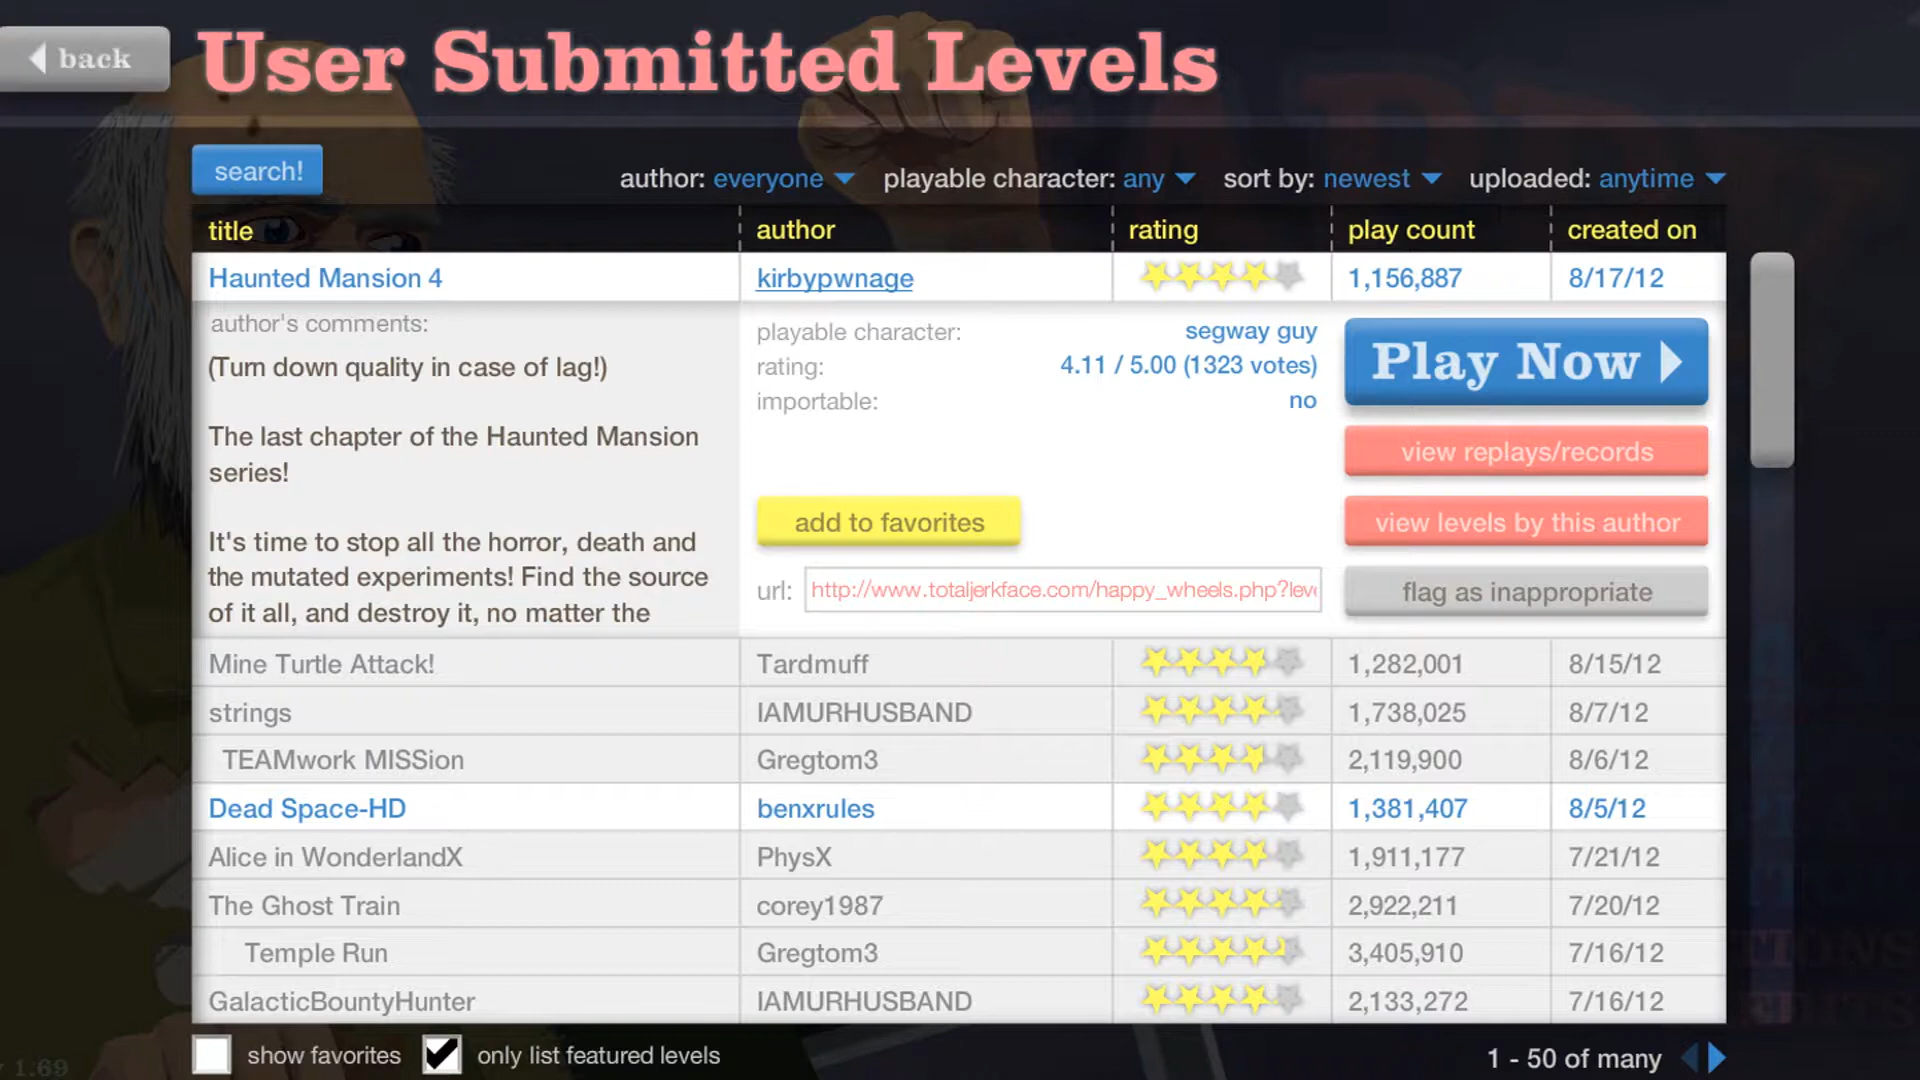 back
User Submitted Levels
search!
author: everyone
playable character: any
sort by: newest
uploaded: anytime
title author rating play count created on
Haunted Mansion 4 kirbypwnage 1,156,887 8/17/12
author's comments:
(Turn down quality in case of lag!)
The last chapter of the Haunted Mansion
series!
It's time to stop all the horror, death and
the mutated experiments! Find the source
of it all, and destroy it, no matter the
playable character: segway guy
rating: 4.11 / 5.00 (1323 votes)
importable: no
add to favorites
url: http://www.totaljerkface.com/happy_wheels.php?leve
Play Now
view replays/records
view levels by this author
flag as inappropriate
Mine Turtle Attack! Tardmuff 1,282,001 8/15/12
strings IAMURHUSBAND 1,738,025 8/7/12
TEAMwork MISSion Gregtom3 2,119,900 8/6/12
Dead Space-HD benxrules 1,381,407 8/5/12
Alice in WonderlandX PhysX 1,911,177 7/21/12
The Ghost Train corey1987 2,922,211 7/20/12
Temple Run Gregtom3 3,405,910 7/16/12
GalacticBountyHunter IAMURHUSBAND 2,133,272 7/16/12
show favorites
only list featured levels
1 - 50 of many
v 1.69